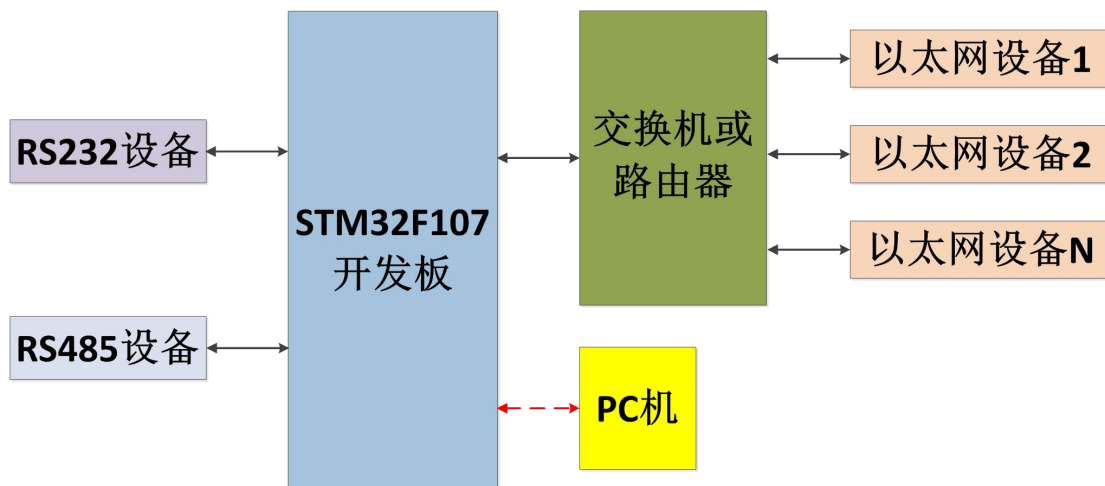 RS232设备
RS485设备
STM32F107
开发板
交换机或
路由器
PC机
以太网设备1
以太网设备2
以太网设备N